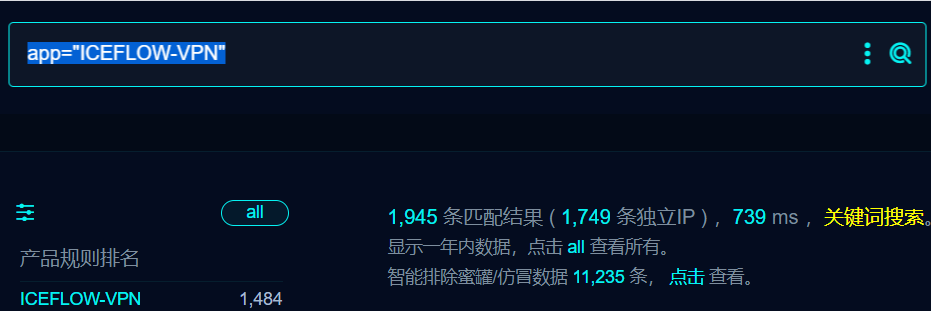 app="ICEFLOW-VPN"
all
1,945 条匹配结果 ( 1,749 条独立IP ) ，739 ms ，关键词搜索。
显示一年内数据，点击 all 查看所有。
产品规则排名
智能排除蜜罐/仿冒数据 11,235 条， 点击 查看。
ICEFLOW-VPN 1,484